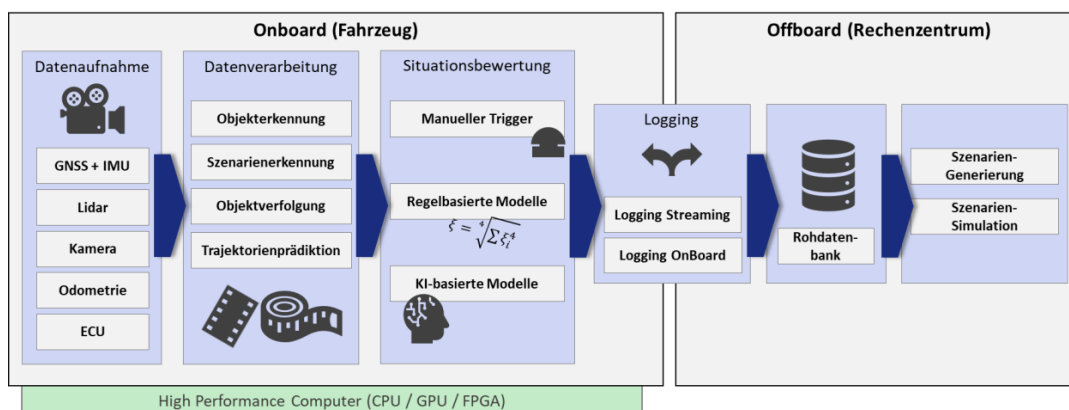 Onboard (Fahrzeug)
Datenaufnahme
GNSS + IMU
Lidar
Kamera
Odometrie
ECU
Datenverarbeitung
Objekterkennung
Szenarienerkennung
Objektverfolgung
Trajektorienprädiktion
Situationsbewertung
Manueller Trigger
Regelbasierte Modelle
ξ = ∜(Σξᵢ⁴)
KI-basierte Modelle
Logging
Logging Streaming
Logging OnBoard
Offboard (Rechenzentrum)
Rohdaten-
bank
Szenarien-
Generierung
Szenarien-
Simulation
High Performance Computer (CPU / GPU / FPGA)